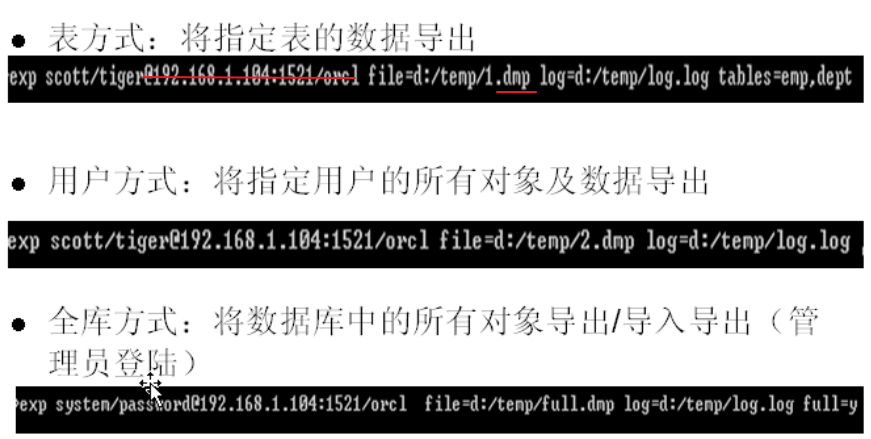 ● 表方式：将指定表的数据导出
exp scott/tiger@192.168.1.104:1521/orcl file=d:/temp/1.dmp log=d:/temp/log.log tables=emp,dept
● 用户方式：将指定用户的所有对象及数据导出
exp scott/tiger@192.168.1.104:1521/orcl file=d:/temp/2.dmp log=d:/temp/log.log
● 全库方式：将数据库中的所有对象导出/导入导出（管
理员登陆）
>exp system/password@192.168.1.104:1521/orcl file=d:/temp/full.dmp log=d:/temp/log.log full=y